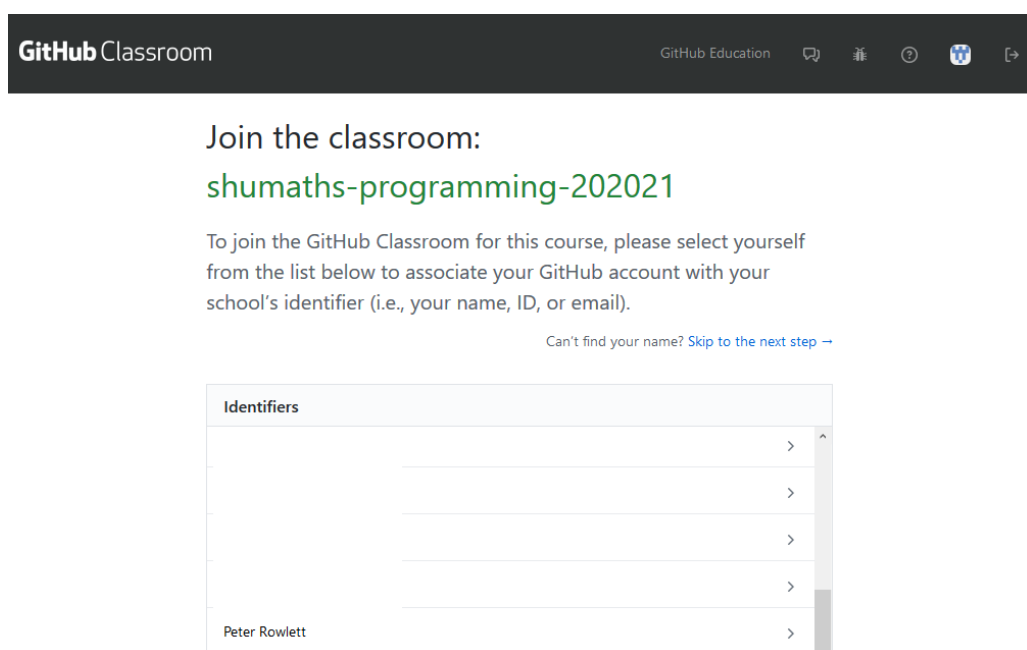 GitHub Classroom
GitHub Education
Join the classroom:
shumaths-programming-202021
To join the GitHub Classroom for this course, please select yourself
from the list below to associate your GitHub account with your
school's identifier (i.e., your name, ID, or email).
Can't find your name? Skip to the next step →
Identifiers
Peter Rowlett